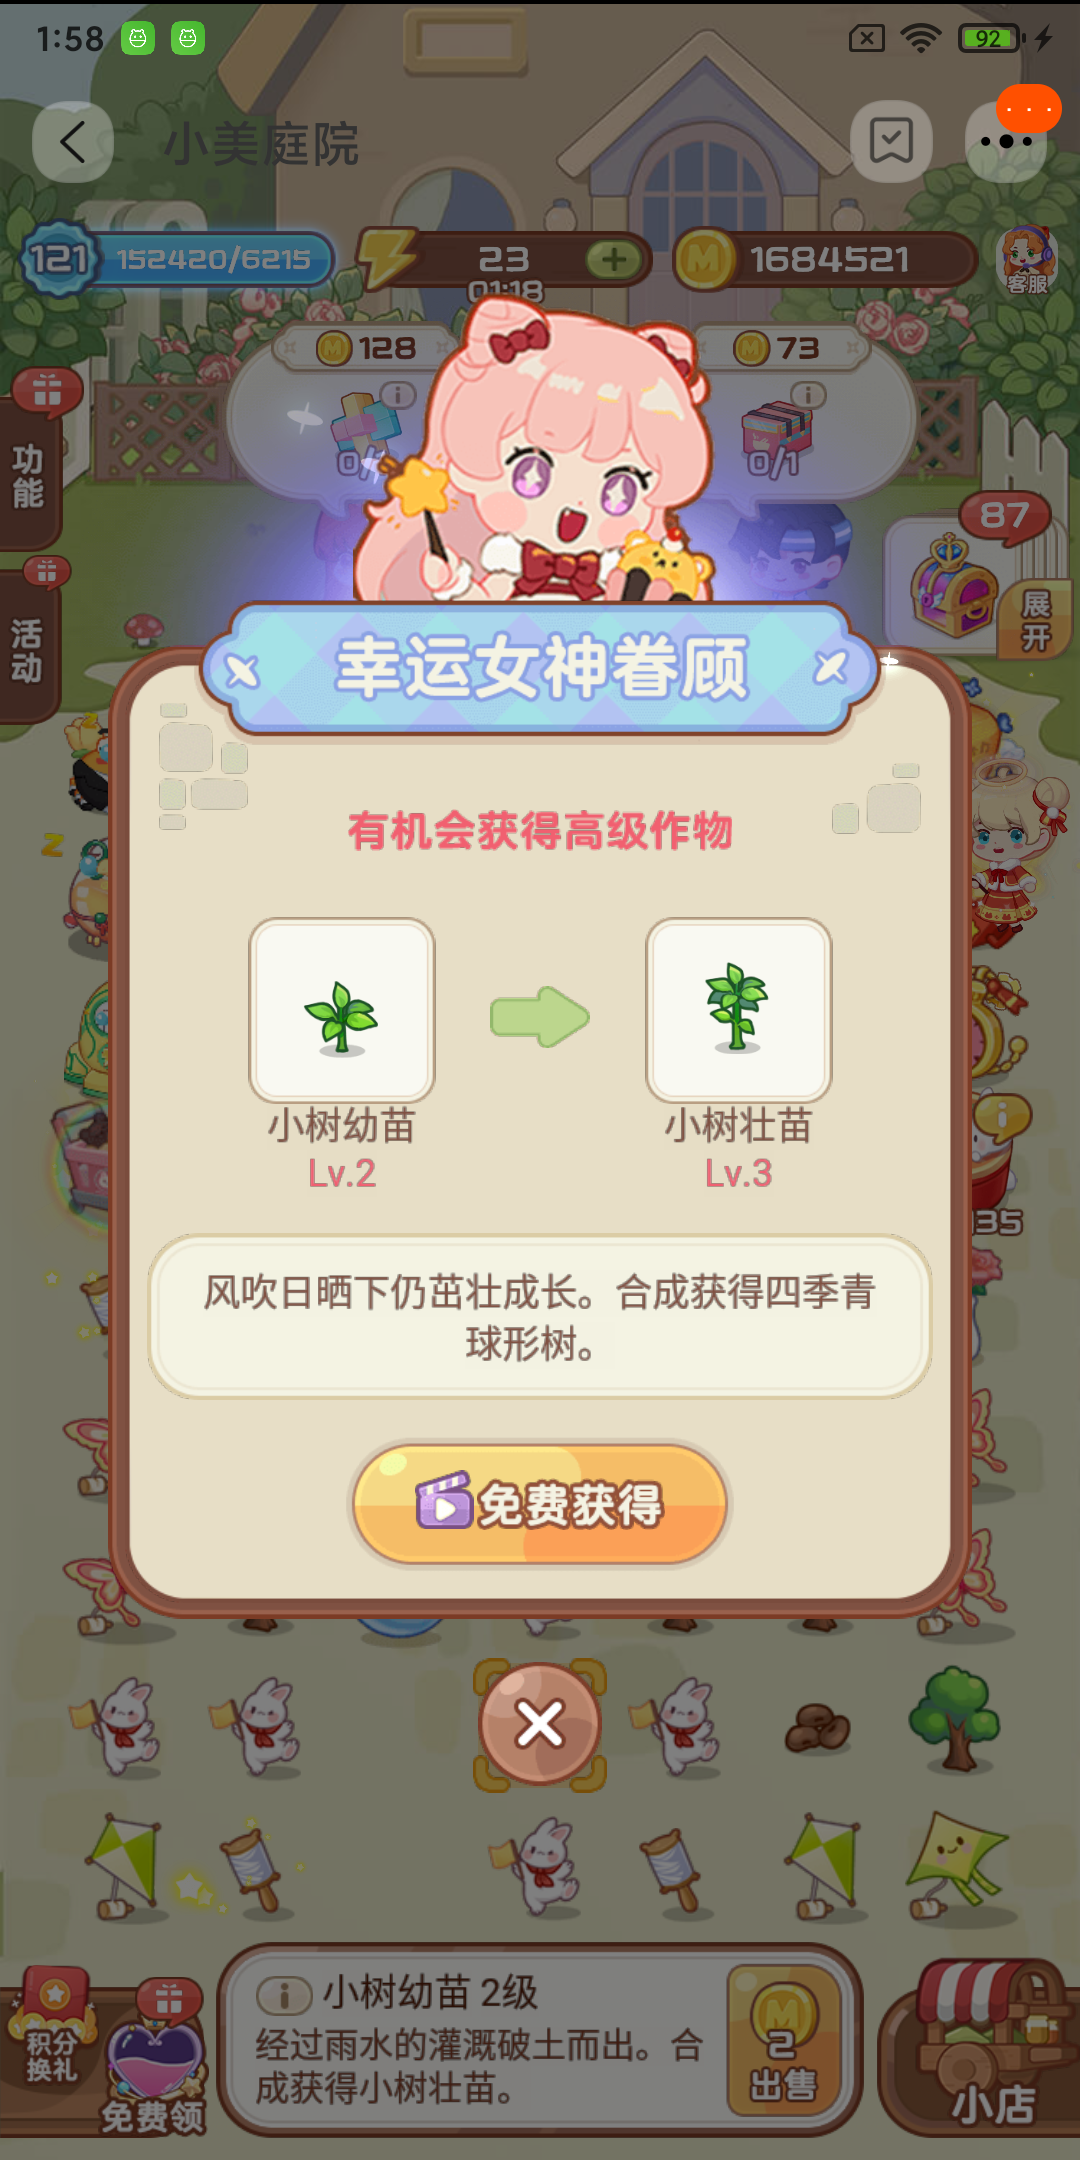 1:58
92
小美庭院
121
152420/6215
23
01:18
1684521
客服
128
73
0/1
功能
87
展开
活动
幸运女神眷顾
有机会获得高级作物
小树幼苗
小树壮苗
Lv.2
Lv.3
35
风吹日晒下仍茁壮成长。合成获得四季青
球形树。
免费获得
积分
换礼
免费领
小树幼苗 2级
经过雨水的灌溉破土而出。合
成获得小树壮苗。
2
出售
小店